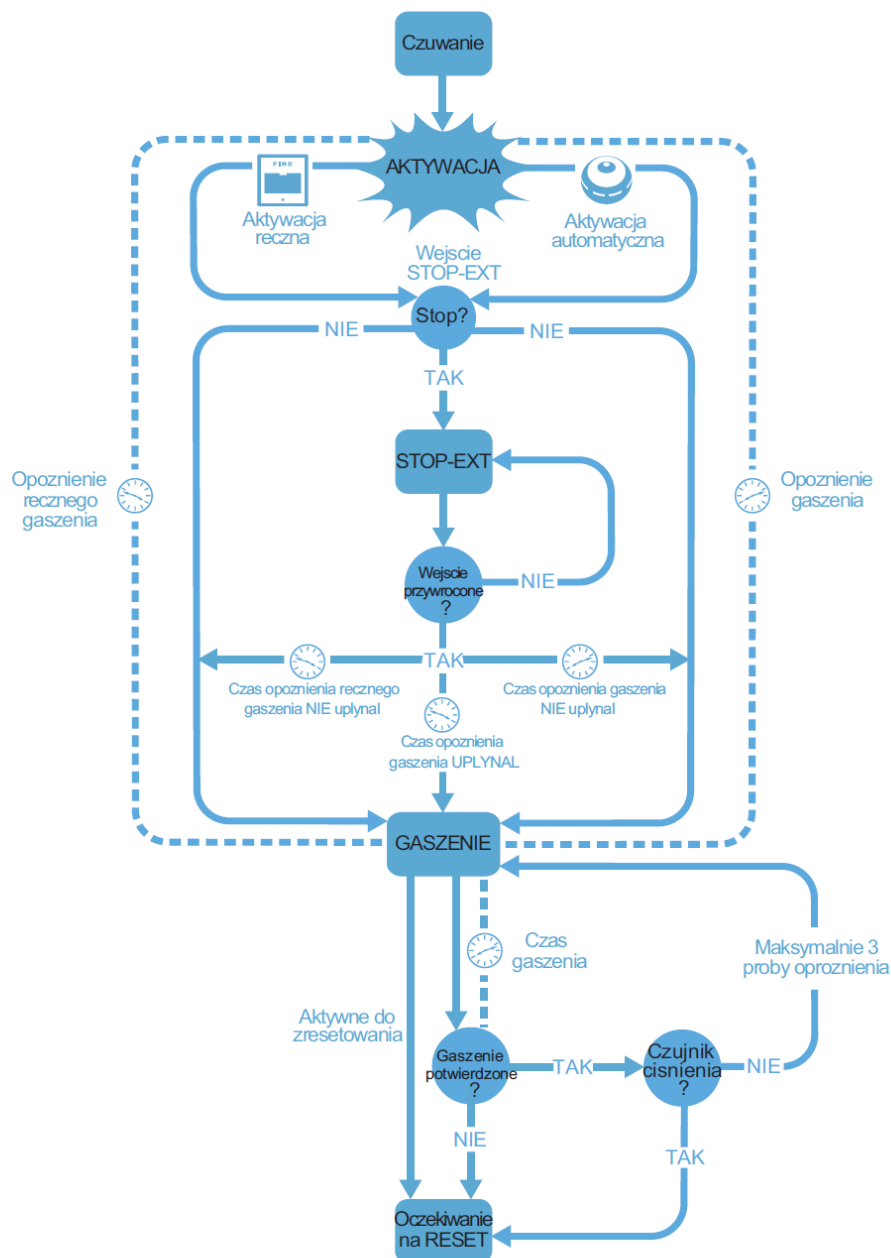 Czuwanie
AKTYWACJA
FIRE
Aktywacja
reczna
Aktywacja
automatyczna
Wejscie
STOP-EXT
Stop?
NIE
NIE
TAK
STOP-EXT
Opoznienie
recznego
gaszenia
Opoznienie
gaszenia
Wejscie
przywrocone
?
NIE
TAK
Czas opoznienia recznego
gaszenia NIE uplynal
Czas opoznienia gaszenia
NIE uplynal
Czas opoznienia
gaszenia UPLYNAL
GASZENIE
Czas
gaszenia
Maksymalnie 3
proby oproznienia
Aktywne do
zresetowania
Gaszenie
potwierdzone
?
TAK
Czujnik
cisnienia
?
NIE
NIE
TAK
Oczekiwanie
na RESET